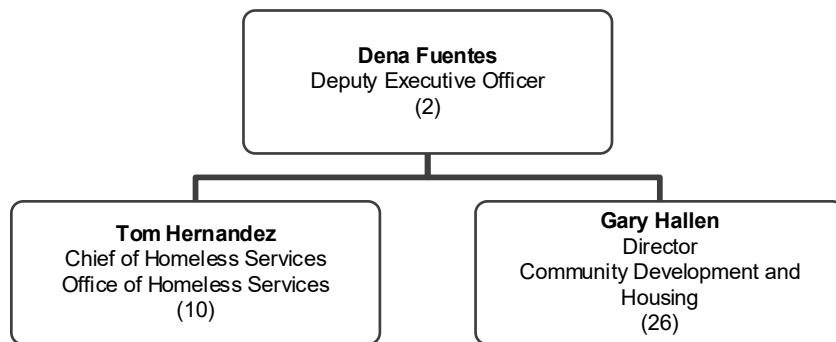 Dena Fuentes
Deputy Executive Officer
(2)
Tom Hernandez
Chief of Homeless Services
Office of Homeless Services
(10)
Gary Hallen
Director
Community Development and
Housing
(26)